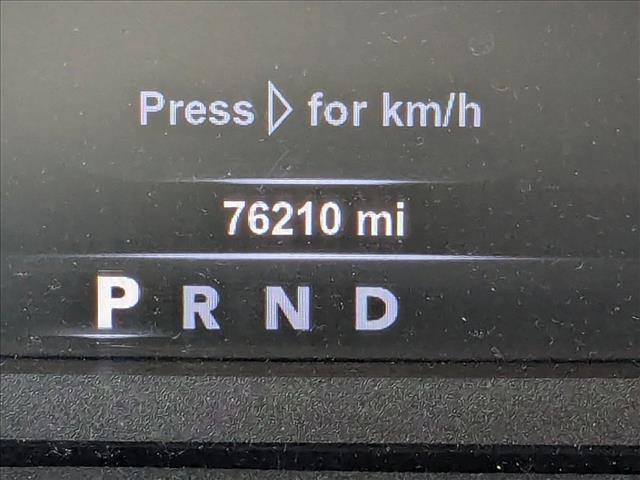 Press ▷ for km/h
76210 mi
P R N D